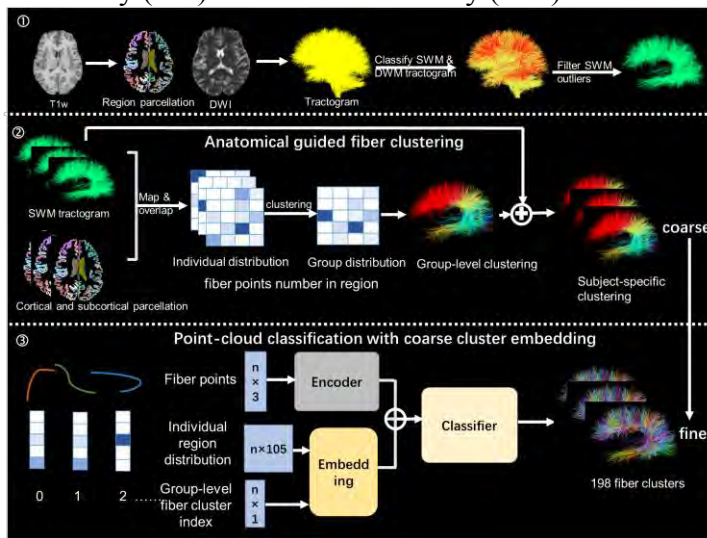 ①
T1w
Region parcellation
DWI
Tractogram
Classify SWM &
DWM tractogram
Filter SWM
outliers
②
Anatomical guided fiber clustering
SWM tractogram
Cortical and subcortical parcellation
Map &
overlap
Individual distribution
clustering
Group distribution
fiber points number in region
Group-level clustering
Subject-specific
clustering
coarse
③
Point-cloud classification with coarse cluster embedding
0
1
2
........
Fiber points
n
×
3
Encoder
Individual
region
distribution
n×105
Embedd
ing
Group-level
fiber cluster
index
n
×
1
Classifier
198 fiber clusters
fine